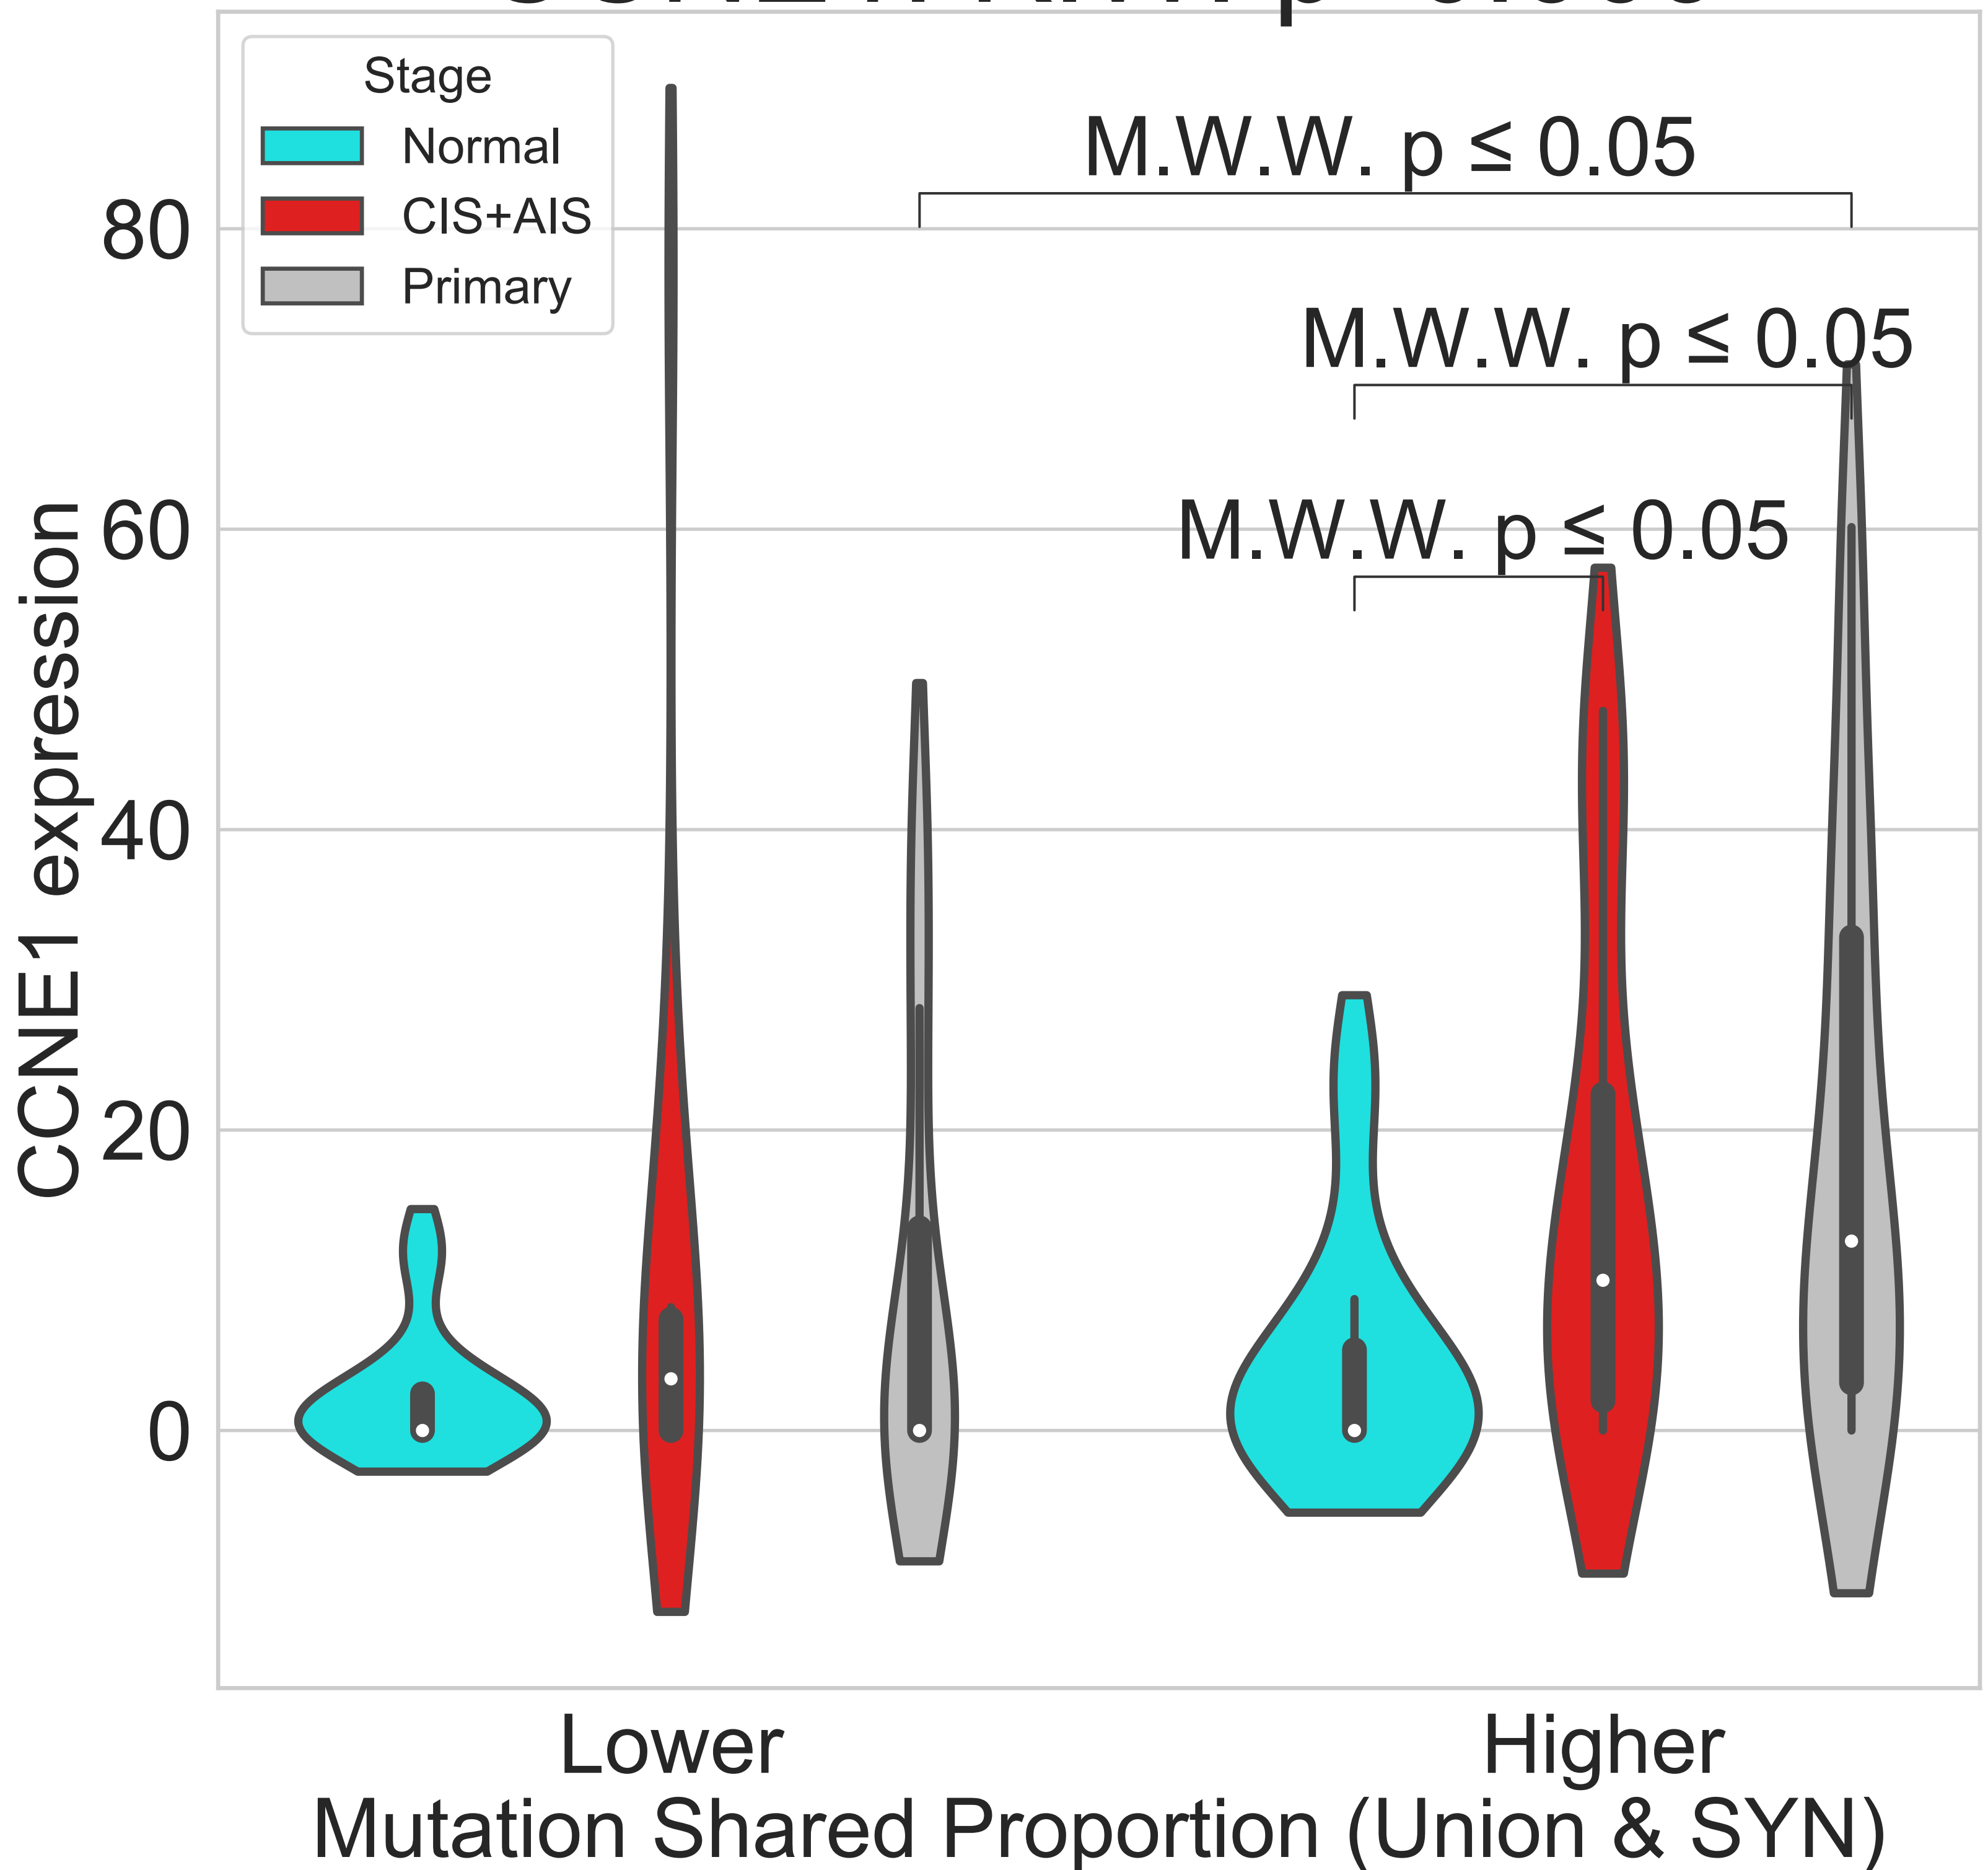 Stage
Normal
CIS+AIS
Primary
M.W.W. p ≤ 0.05
M.W.W. p ≤ 0.05
M.W.W. p ≤ 0.05
CCNE1 expression
80
60
40
20
0
Lower
Higher
Mutation Shared Proportion (Union & SYN)